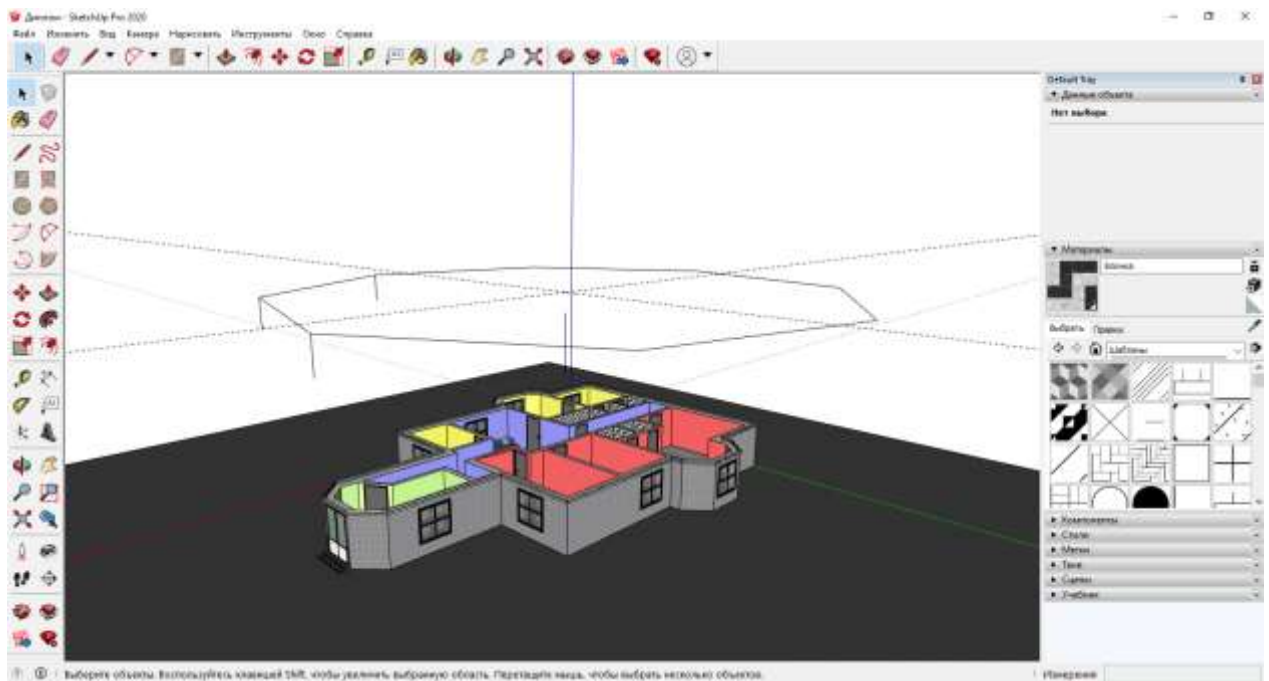 Диплом - SketchUp Pro 2020
Файл Изменить Вид Камера Нарисовать Инструменты Окно Справка
Default Tray
Данные объекта
Нет выбора
Материалы
Выбрать Правка
Шаблоны
Компоненты
Стили
Метки
Тени
Сцены
Учебник
Выберите объекты. Воспользуйтесь клавишей Shift, чтобы увеличить выбранную область. Перетащите мышь, чтобы выбрать несколько объектов.
Измерения